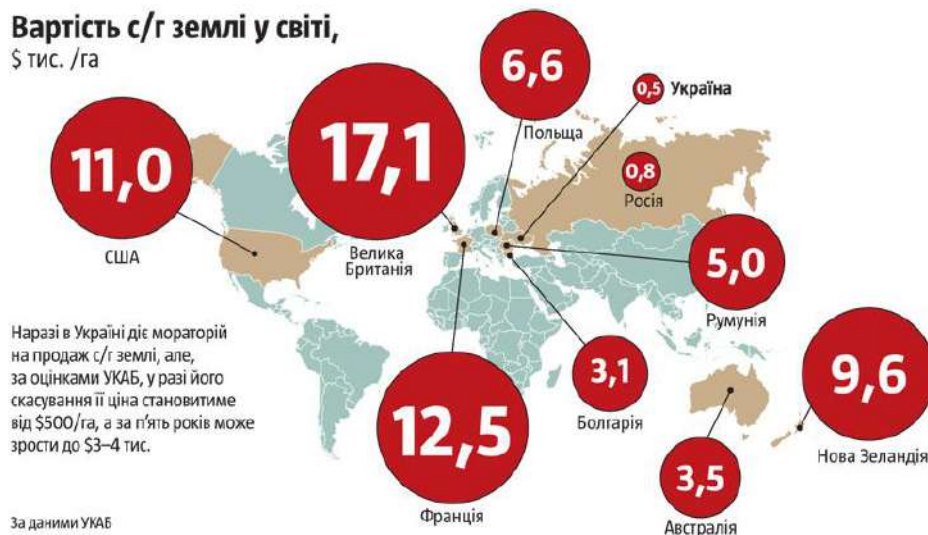 Вартість с/г землі у світі,
$ тис. /га
6,6
0,5 Україна
Польща
17,1
11,0
0,8
Росія
США
Велика
Британія
5,0
Румунія
Наразі в Україні діє мораторій
на продаж с/г землі, але,
за оцінками УКАБ, у разі його
скасування її ціна становитиме
від $500/га, а за п'ять років може
зрости до $3–4 тис.
3,1
Болгарія
9,6
Нова Зеландія
12,5
Франція
3,5
Австралія
За даними УКАБ